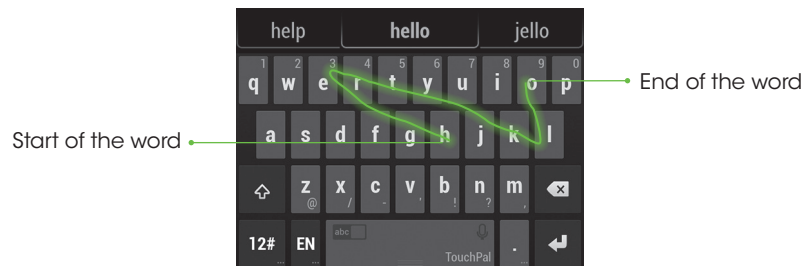 help hello jello
1 2 3 4 5 6 7 8 9 0
q w e r t y u i o p
End of the word
Start of the word
a s d f g h j k l
z x c v b n m
@ / - ' ! ? ,
12# EN abc TouchPal .
... ... ...